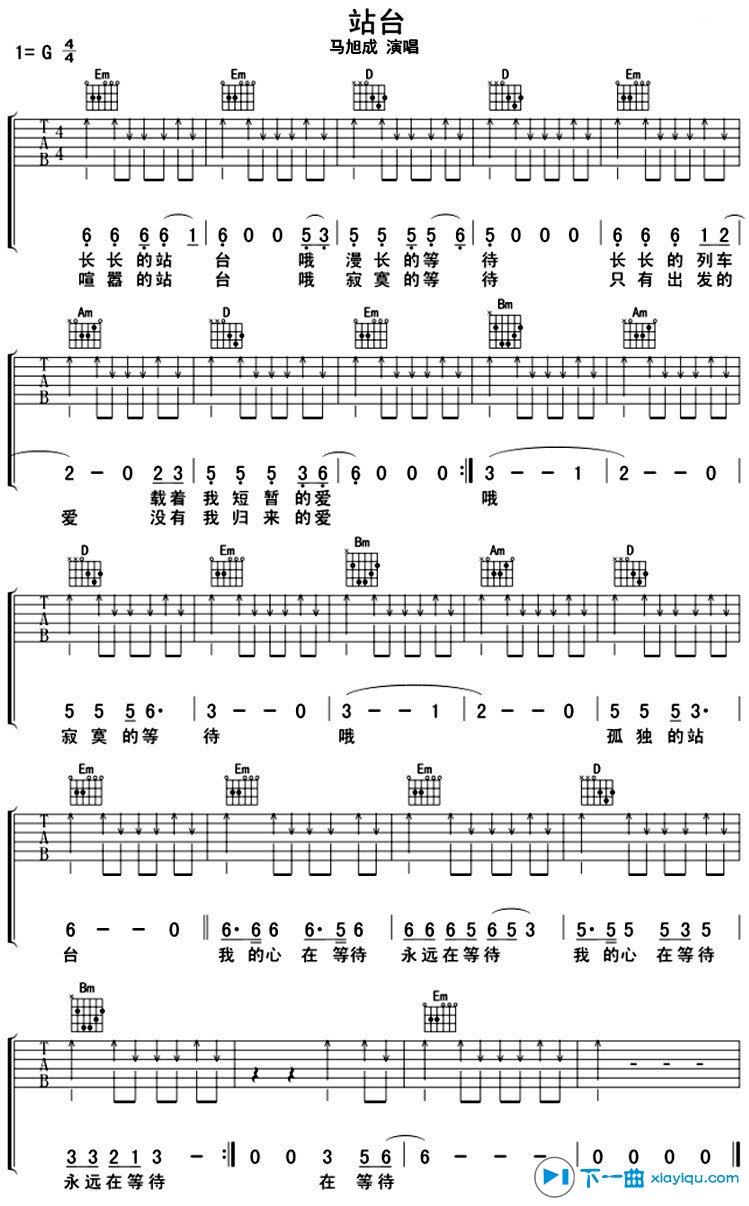 站台
马旭成 演唱
1= G 4/4
Em Em D D Em
T A B 4/4
6 6 6 6 1 | 6 0 0 5 3 | 5 5 5 5 6 | 6 0 0 0 | 6 6 6 1 2 |
长长的站 台 哦 漫长的等 待 长长的列车
喧嚣的站 台 哦 寂寞的等 待 只有出发的
Am D Em Bm Am
T A B
2 – 0 2 3 | 5 5 5 3 6 | 6 0 0 0 :| 3 – – 1 | 2 – – 0 |
载着 我短暂的爱 哦
爱 没有 我归来的爱
D Em Bm Am D
T A B
5 5 5 6· | 3 – – 0 | 3 – – 1 | 2 – – 0 | 5 5 5 3· |
寂寞的等 待 哦 孤独的站
Em Em Em D
T A B
6 – – 0 || 6· 6 6 6· 5 6 | 6 6 6 5 6 5 3 | 5· 5 5 5 3 5 |
台 我 的心 在 等待 永远在等待 我 的心 在等待
Bm Em
T A B
3 3 2 1 3 – :| 0 0 3 5 6 | 6 – – – | 0 0 0 0
永远在等待 在 等待
下一曲 xiayiqu.com